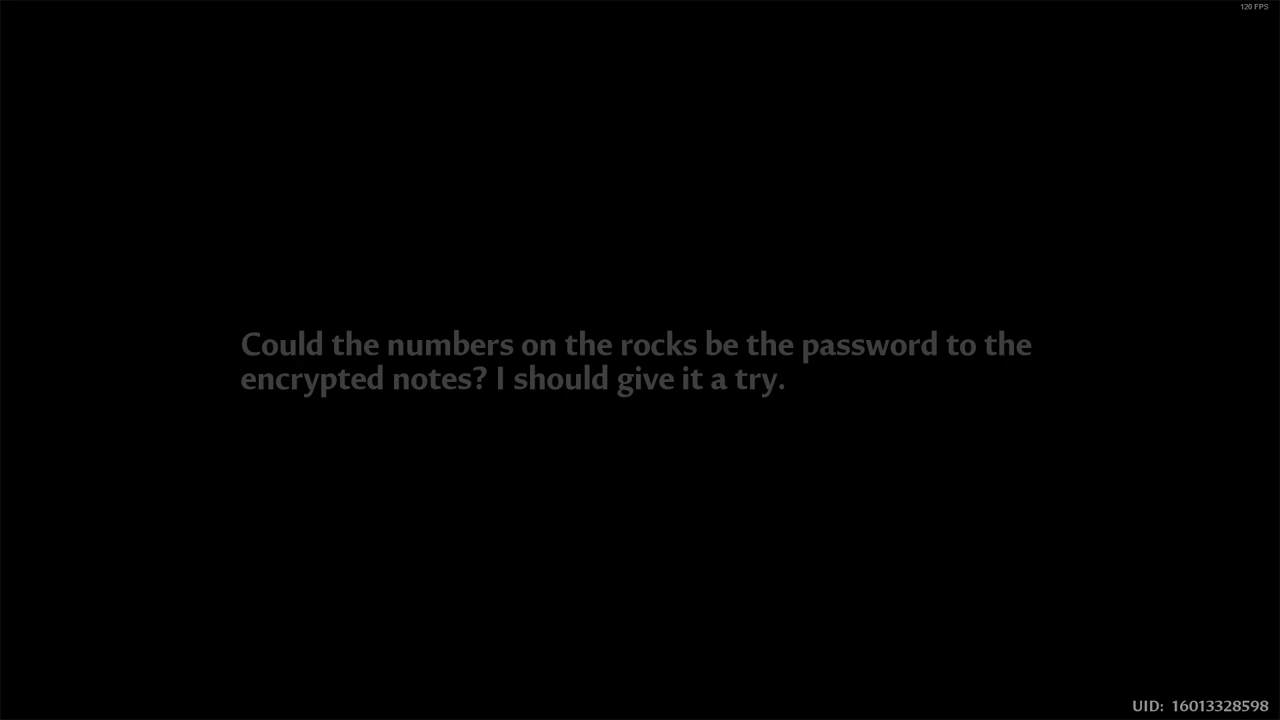 120 FPS
Could the numbers on the rocks be the password to the
encrypted notes? I should give it a try.
UID: 16013328598